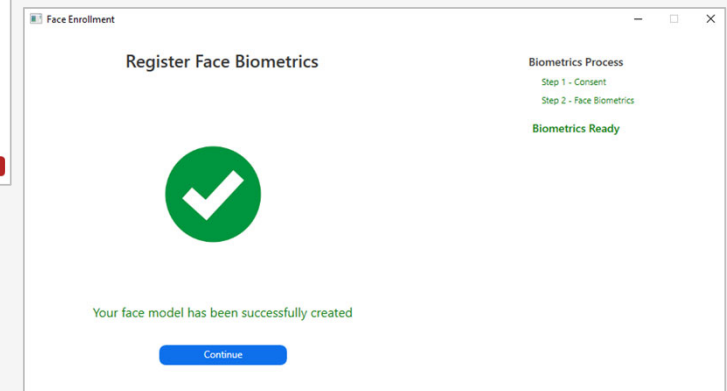 Face Enrollment
Register Face Biometrics
Your face model has been successfully created
Continue
Biometrics Process
Step 1 - Consent
Step 2 - Face Biometrics
Biometrics Ready